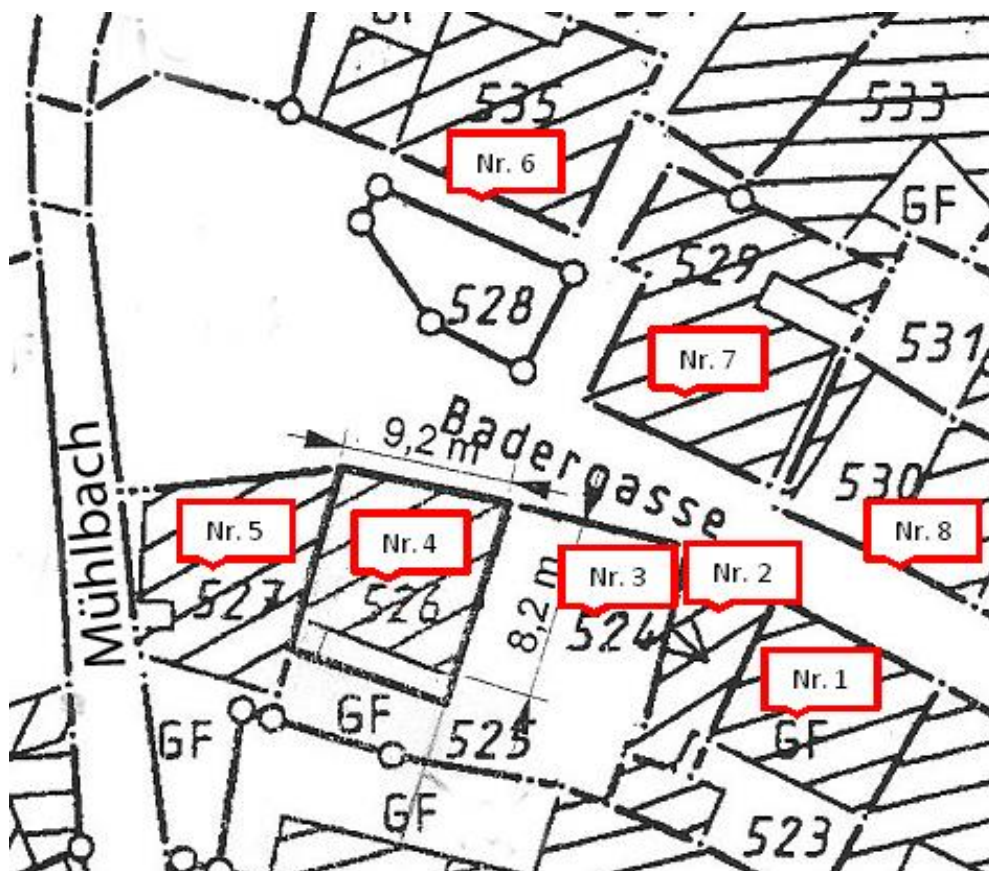 GF
535
533
Nr. 6
GF
529
528
531
Nr. 7
Badergasse
9,2 m
530
Mühlbach
Nr. 5
Nr. 4
Nr. 3
Nr. 2
Nr. 8
527
526
8,2 m
524
Nr. 1
GF
GF
525
GF
GF
523